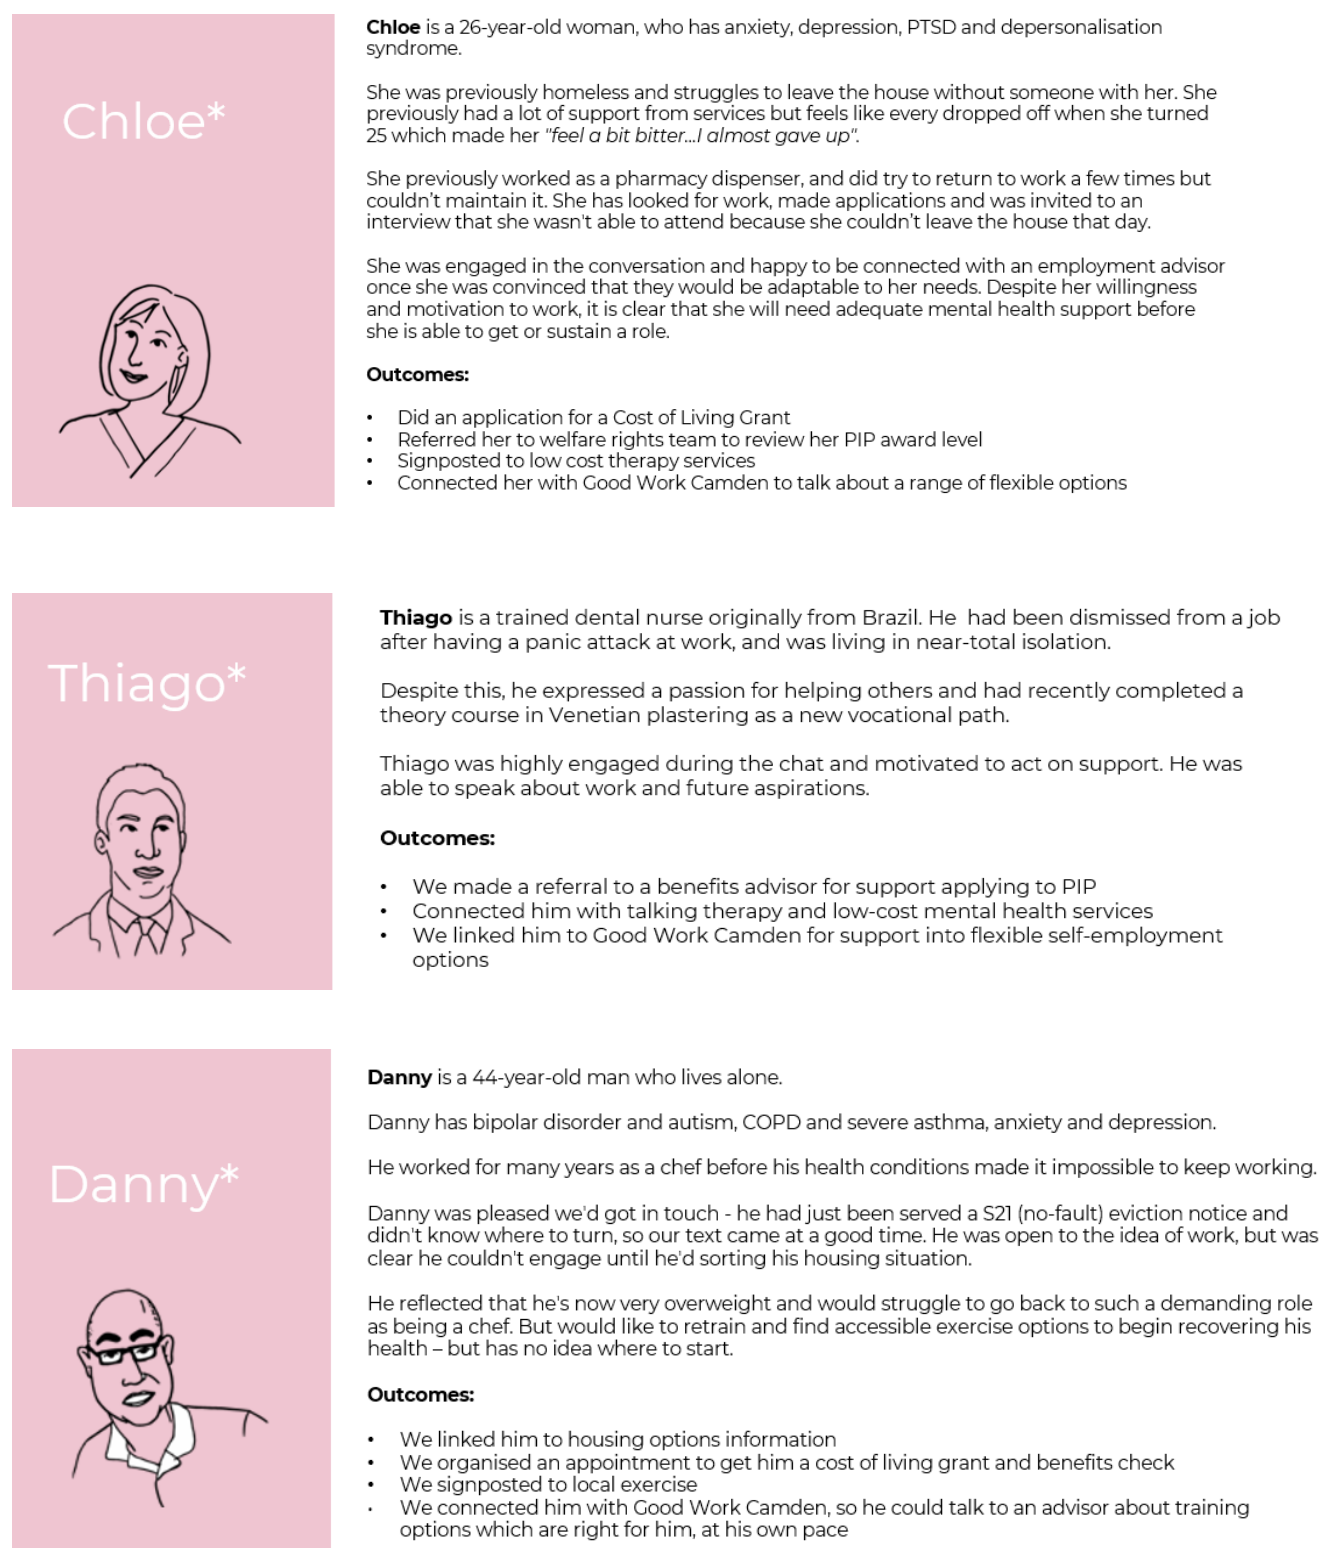 Chloe*
Chloe is a 26-year-old woman, who has anxiety, depression, PTSD and depersonalisation
syndrome.
She was previously homeless and struggles to leave the house without someone with her. She
previously had a lot of support from services but feels like every dropped off when she turned
25 which made her "feel a bit bitter...I almost gave up".
She previously worked as a pharmacy dispenser, and did try to return to work a few times but
couldn’t maintain it. She has looked for work, made applications and was invited to an
interview that she wasn't able to attend because she couldn’t leave the house that day.
She was engaged in the conversation and happy to be connected with an employment advisor
once she was convinced that they would be adaptable to her needs. Despite her willingness
and motivation to work, it is clear that she will need adequate mental health support before
she is able to get or sustain a role.
Outcomes:
• Did an application for a Cost of Living Grant
• Referred her to welfare rights team to review her PIP award level
• Signposted to low cost therapy services
• Connected her with Good Work Camden to talk about a range of flexible options
Thiago*
Thiago is a trained dental nurse originally from Brazil. He had been dismissed from a job
after having a panic attack at work, and was living in near-total isolation.
Despite this, he expressed a passion for helping others and had recently completed a
theory course in Venetian plastering as a new vocational path.
Thiago was highly engaged during the chat and motivated to act on support. He was
able to speak about work and future aspirations.
Outcomes:
• We made a referral to a benefits advisor for support applying to PIP
• Connected him with talking therapy and low-cost mental health services
• We linked him to Good Work Camden for support into flexible self-employment
options
Danny*
Danny is a 44-year-old man who lives alone.
Danny has bipolar disorder and autism, COPD and severe asthma, anxiety and depression.
He worked for many years as a chef before his health conditions made it impossible to keep working.
Danny was pleased we'd got in touch - he had just been served a S21 (no-fault) eviction notice and
didn't know where to turn, so our text came at a good time. He was open to the idea of work, but was
clear he couldn't engage until he'd sorting his housing situation.
He reflected that he's now very overweight and would struggle to go back to such a demanding role
as being a chef. But would like to retrain and find accessible exercise options to begin recovering his
health – but has no idea where to start.
Outcomes:
• We linked him to housing options information
• We organised an appointment to get him a cost of living grant and benefits check
• We signposted to local exercise
• We connected him with Good Work Camden, so he could talk to an advisor about training
options which are right for him, at his own pace